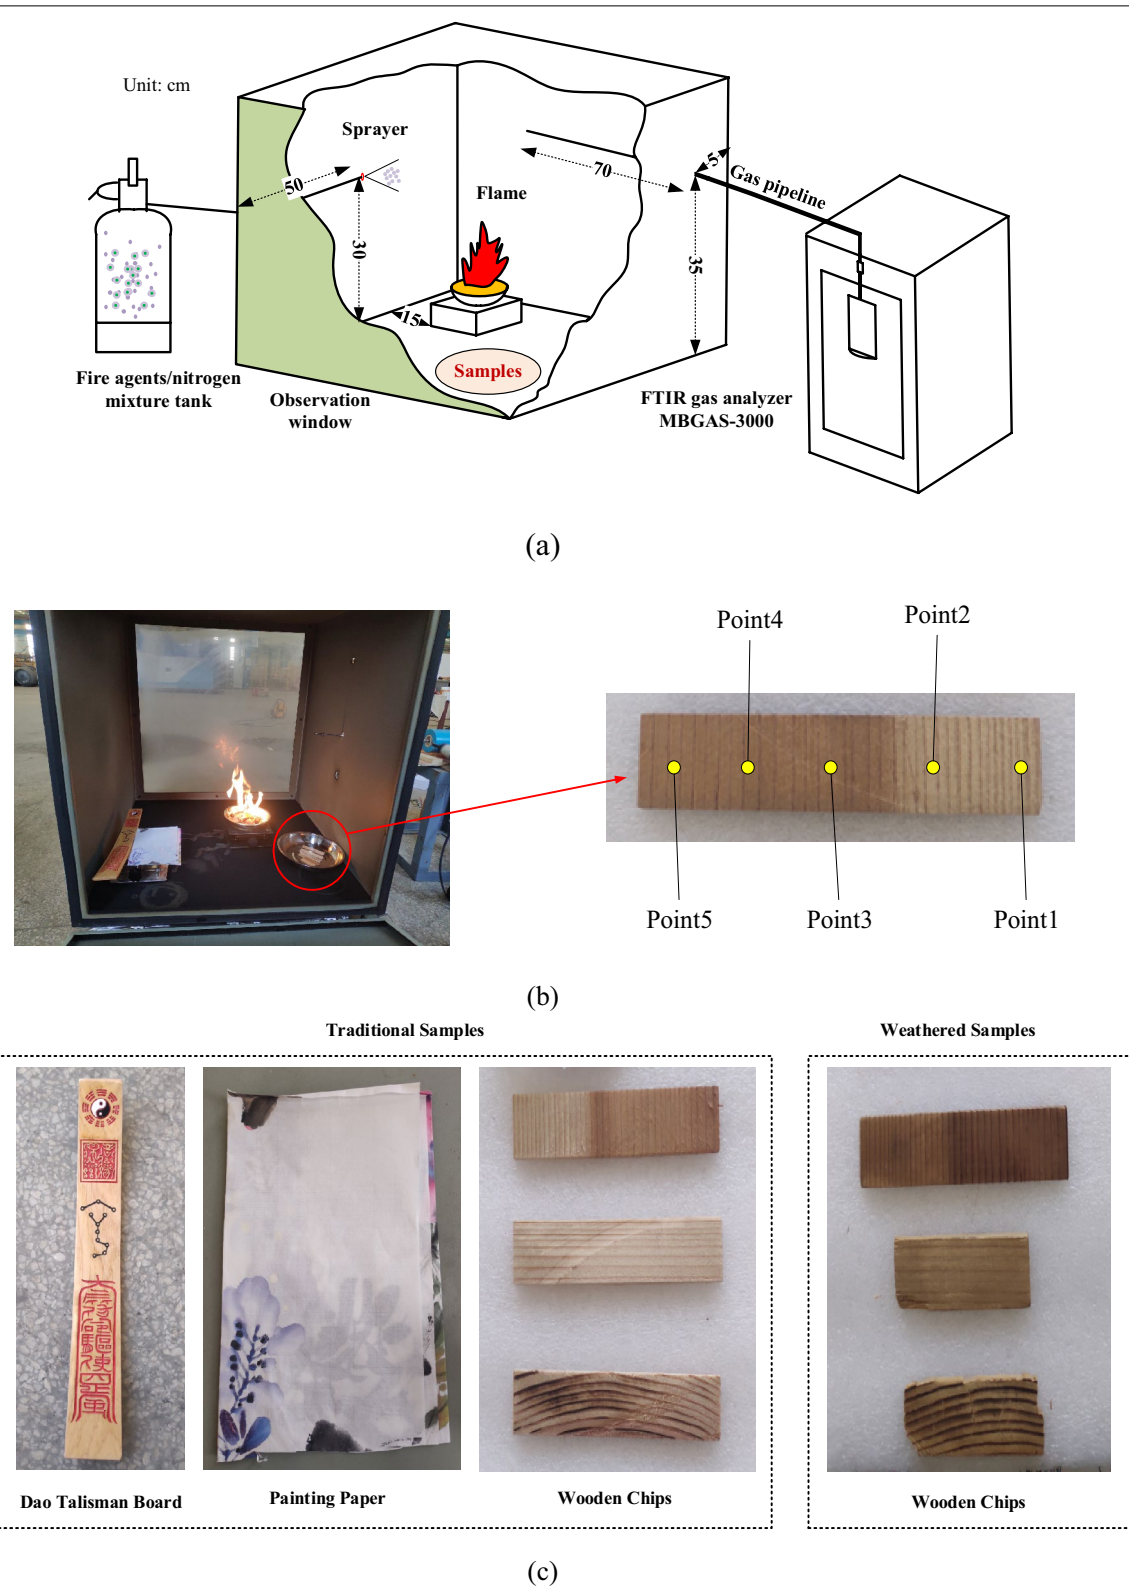 Unit: cm
Sprayer
50
30
Flame
15
70
5
Gas pipeline
35
Samples
Fire agents/nitrogen
mixture tank
Observation
window
FTIR gas analyzer
MBGAS-3000
(a)
Point4
Point2
Point5
Point3
Point1
(b)
Traditional Samples
Weathered Samples
Dao Talisman Board
Painting Paper
Wooden Chips
Wooden Chips
(c)